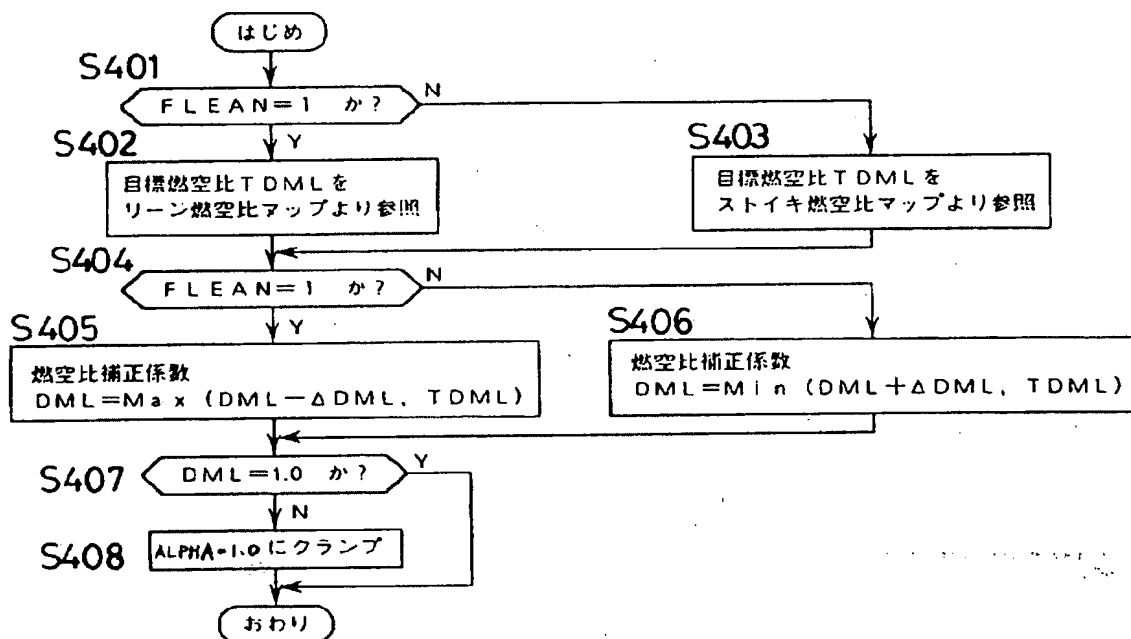 はじめ
S401
FLEAN=1 か?
N
Y
S402
目標燃空比TDMLを
リーン燃空比マップより参照
S403
目標燃空比TDMLを
ストイキ燃空比マップより参照
S404
FLEAN=1 か?
N
Y
S405
燃空比補正係数
DML=Max (DML-ΔDML, TDML)
S406
燃空比補正係数
DML=Min (DML+ΔDML, TDML)
S407
DML=1.0 か?
Y
N
S408
ALPHA=1.0にクランプ
おわり